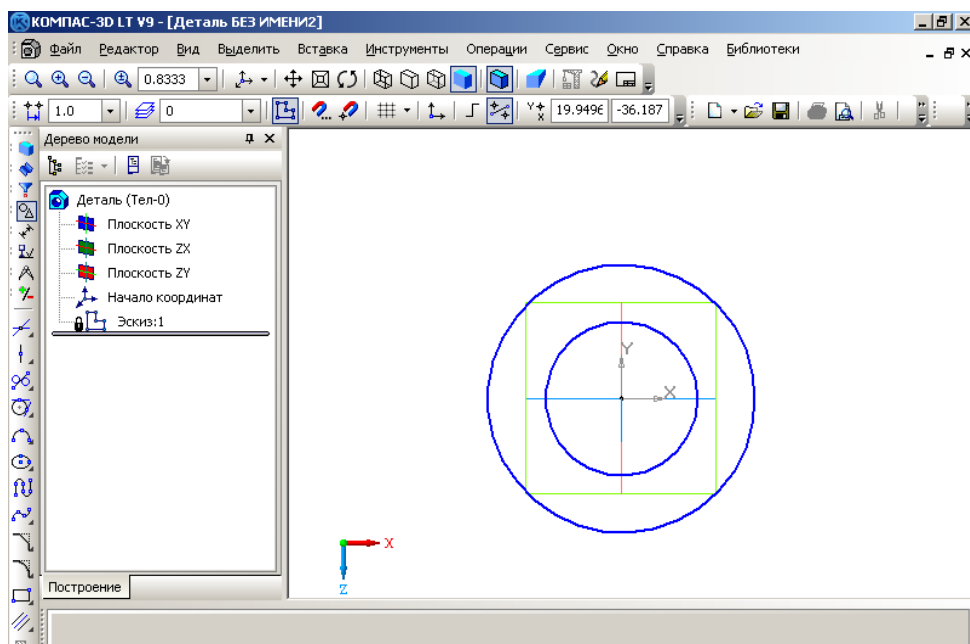 КОМПАС-3D LT V9 - [Деталь БЕЗ ИМЕНИ2]
Файл Редактор Вид Выделить Вставка Инструменты Операции Сервис Окно Справка Библиотеки
0.8333
1.0 0 Y X 19.996 -36.187
Дерево модели
Деталь (Тел-0)
Плоскость XY
Плоскость ZX
Плоскость ZY
Начало координат
Эскиз:1
Построение
Y
X
X
Z